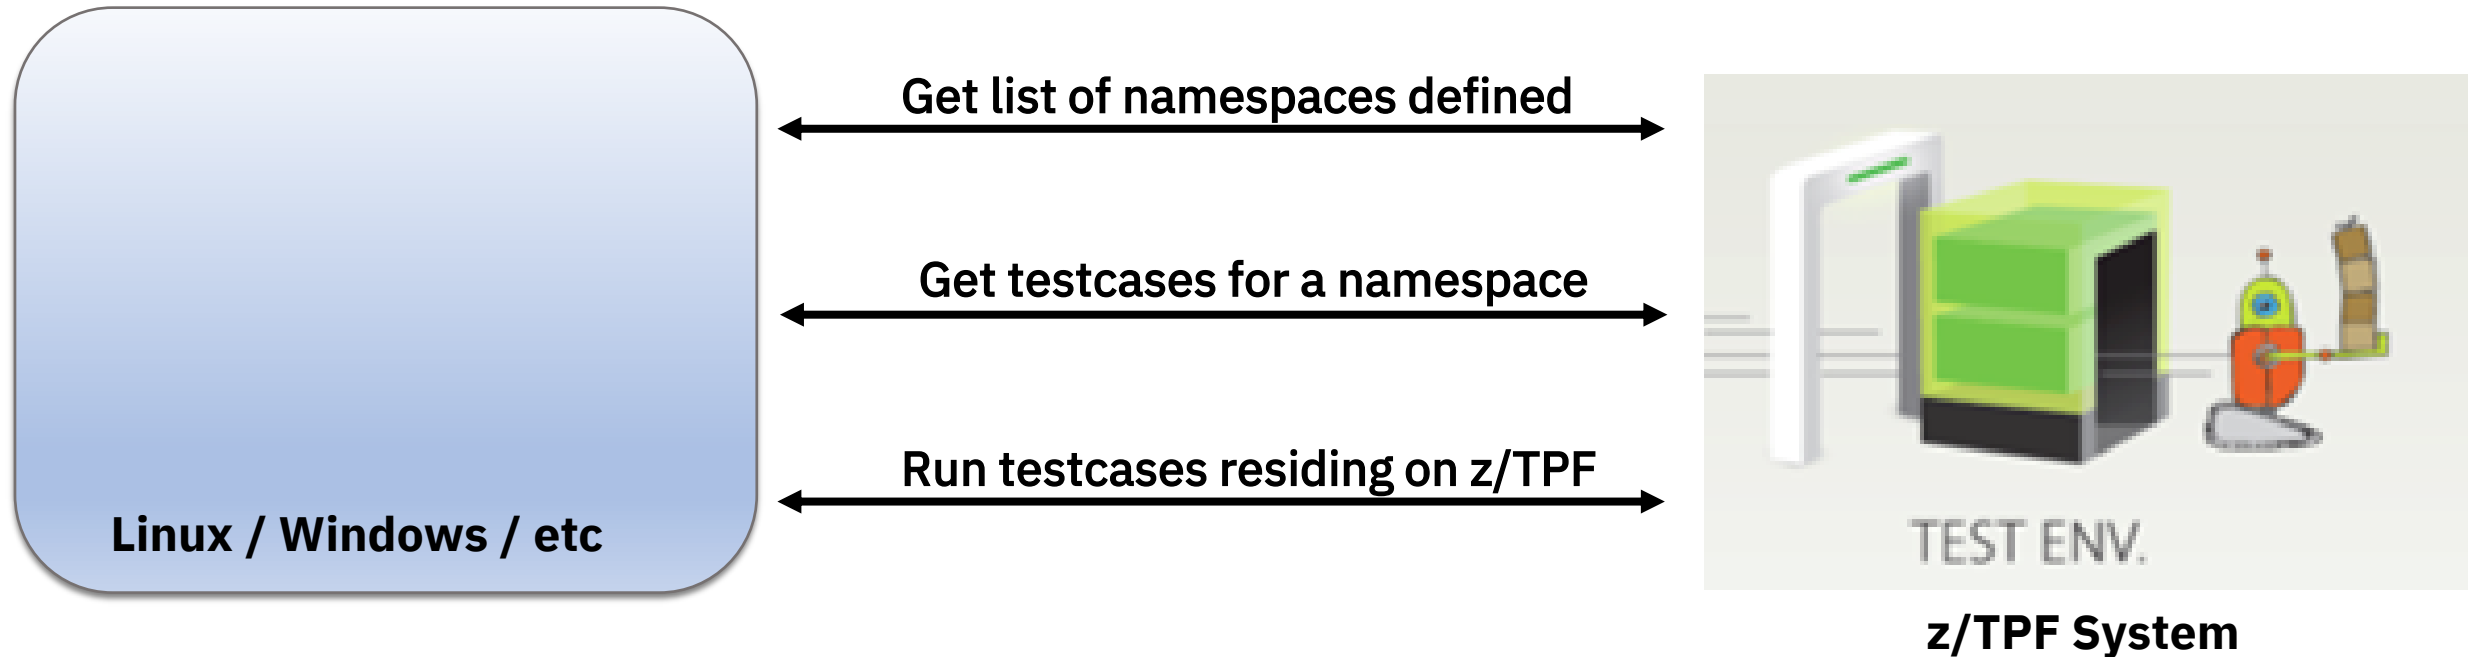 Get list of namespaces defined
Get testcases for a namespace
Run testcases residing on z/TPF
Linux / Windows / etc
TEST ENV.
z/TPF System